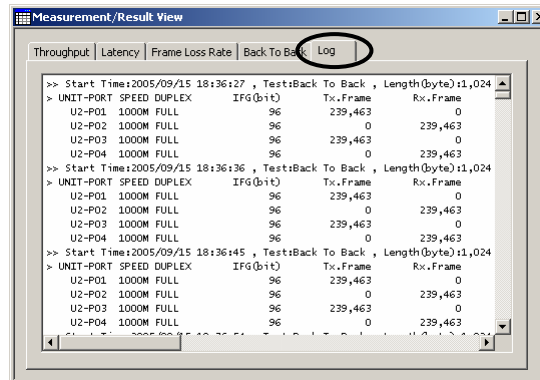 Measurement/Result View
Throughput Latency Frame Loss Rate Back To Back Log
>> Start Time:2005/09/15 18:36:27 , Test:Back To Back , Length(byte):1,024
> UNIT-PORT SPEED DUPLEX IFG(bit) Tx.Frame Rx.Frame
U2-P01 1000M FULL 96 239,463 0
U2-P02 1000M FULL 96 0 239,463
U2-P03 1000M FULL 96 239,463 0
U2-P04 1000M FULL 96 0 239,463
>> Start Time:2005/09/15 18:36:36 , Test:Back To Back , Length(byte):1,024
> UNIT-PORT SPEED DUPLEX IFG(bit) Tx.Frame Rx.Frame
U2-P01 1000M FULL 96 239,463 0
U2-P02 1000M FULL 96 0 239,463
U2-P03 1000M FULL 96 239,463 0
U2-P04 1000M FULL 96 0 239,463
>> Start Time:2005/09/15 18:36:45 , Test:Back To Back , Length(byte):1,024
> UNIT-PORT SPEED DUPLEX IFG(bit) Tx.Frame Rx.Frame
U2-P01 1000M FULL 96 239,463 0
U2-P02 1000M FULL 96 0 239,463
U2-P03 1000M FULL 96 239,463 0
U2-P04 1000M FULL 96 0 239,463